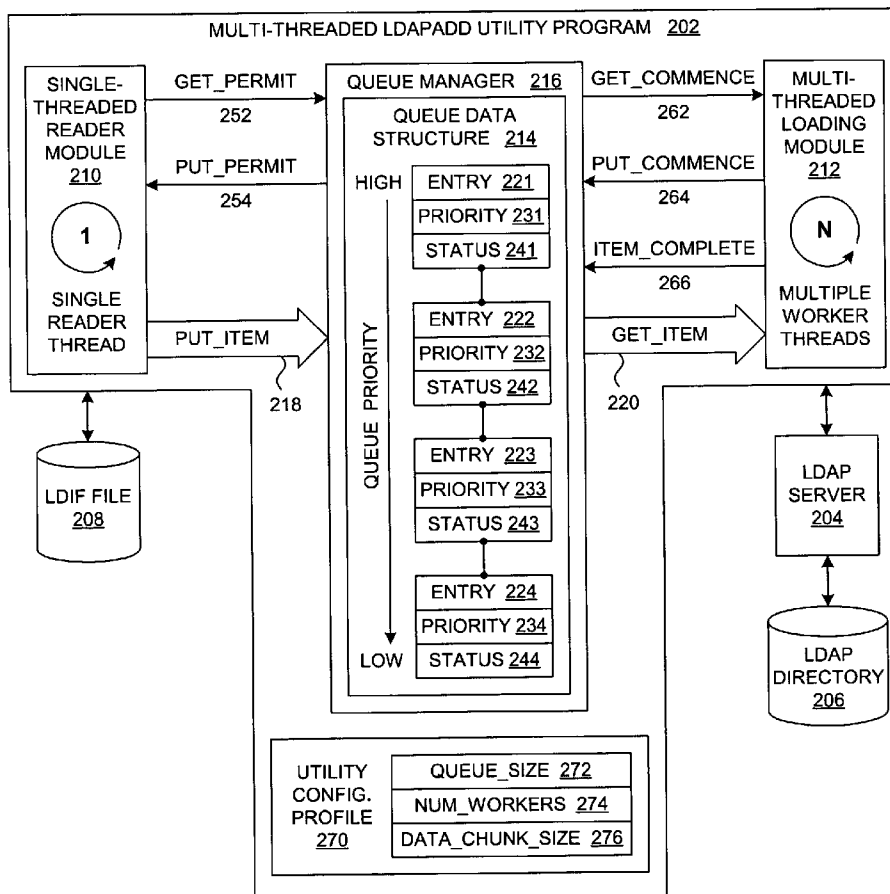 MULTI-THREADED LDAPADD UTILITY PROGRAM 202
SINGLE-
THREADED
READER
MODULE
210
1
SINGLE
READER
THREAD
GET_PERMIT
252
PUT_PERMIT
254
PUT_ITEM
218
QUEUE MANAGER 216
QUEUE DATA
STRUCTURE 214
HIGH
QUEUE PRIORITY
LOW
ENTRY 221
PRIORITY 231
STATUS 241
ENTRY 222
PRIORITY 232
STATUS 242
ENTRY 223
PRIORITY 233
STATUS 243
ENTRY 224
PRIORITY 234
STATUS 244
GET_COMMENCE
262
PUT_COMMENCE
264
ITEM_COMPLETE
266
GET_ITEM
220
MULTI-
THREADED
LOADING
MODULE
212
N
MULTIPLE
WORKER
THREADS
LDIF FILE
208
LDAP
SERVER
204
LDAP
DIRECTORY
206
UTILITY
CONFIG.
PROFILE
270
QUEUE_SIZE 272
NUM_WORKERS 274
DATA_CHUNK_SIZE 276